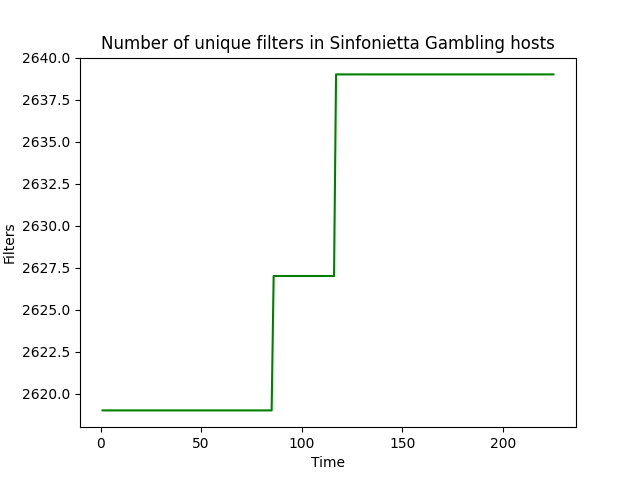 Number of unique filters in Sinfonietta Gambling hosts
2640.0
2637.5
2635.0
2632.5
2630.0
2627.5
2625.0
2622.5
2620.0
Filters
0 50 100 150 200
Time